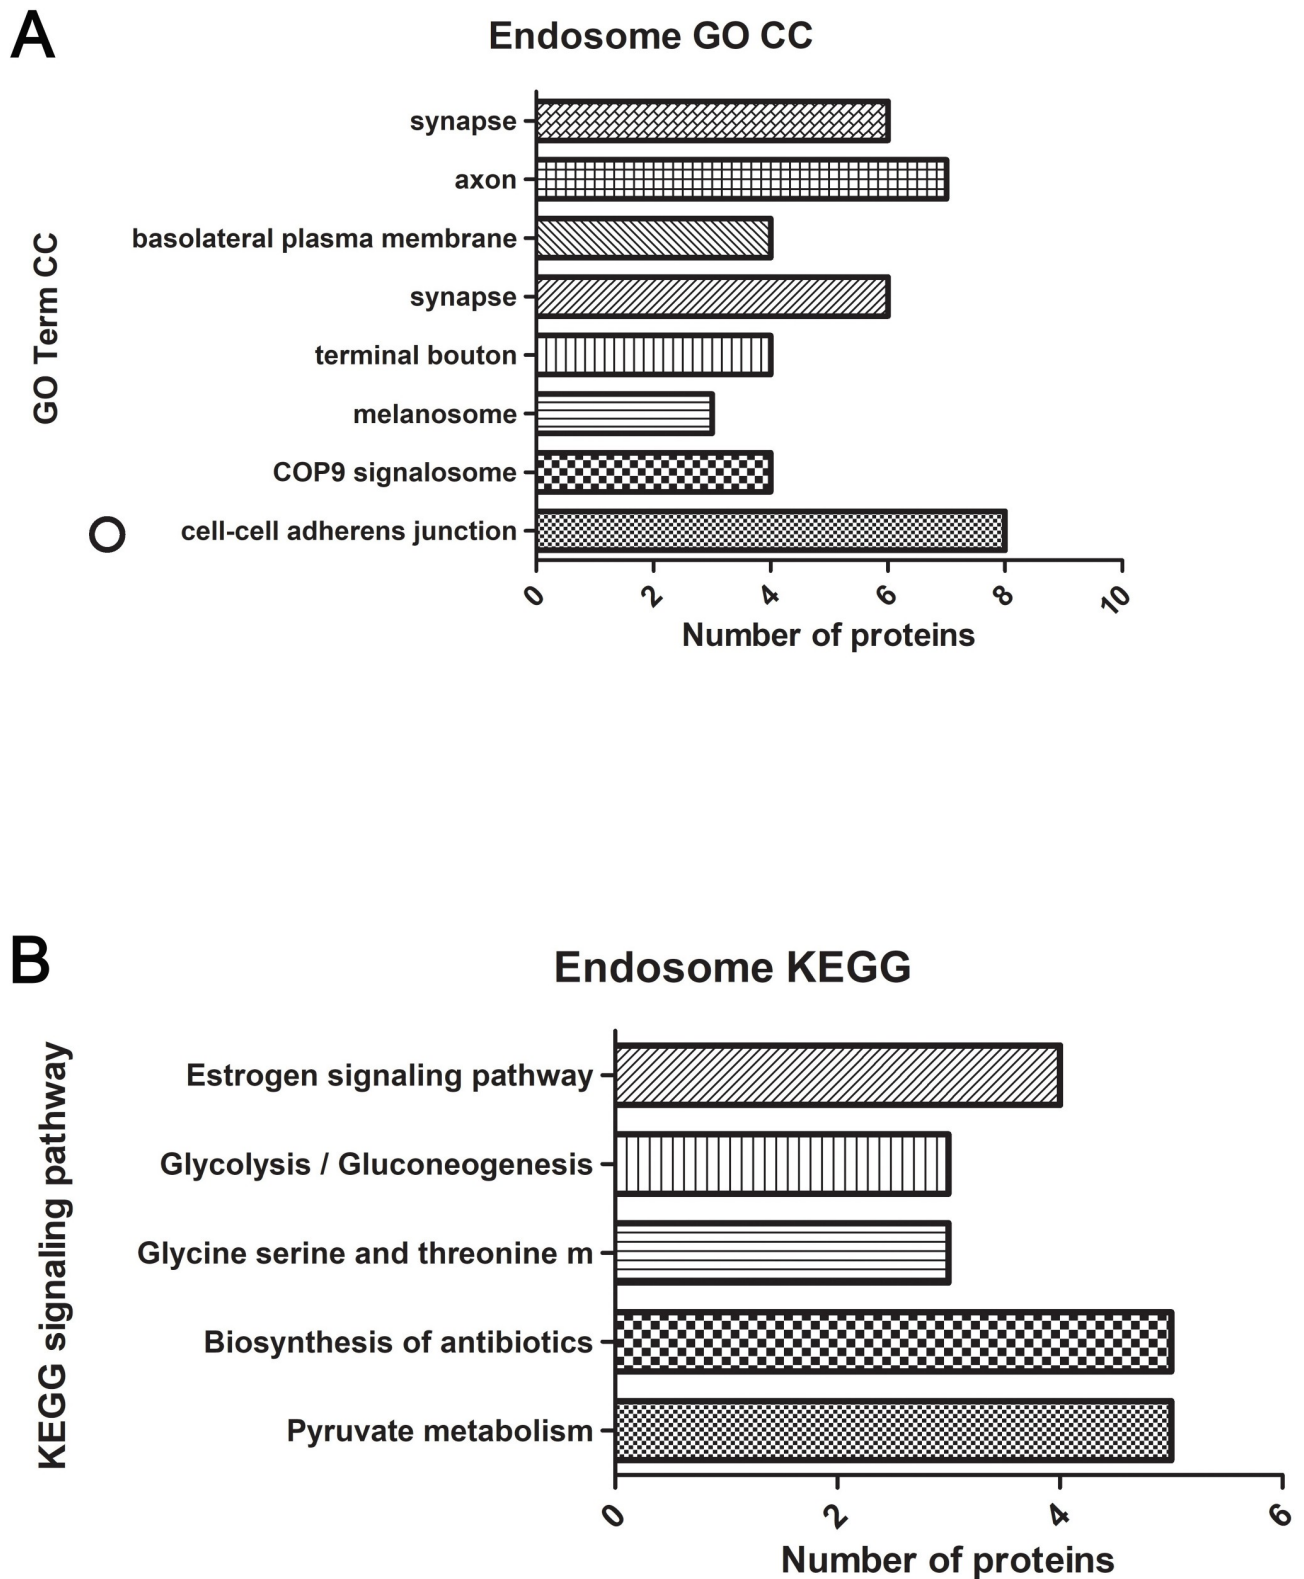 A
Endosome GO CC
GO Term CC
synapse
axon
basolateral plasma membrane
synapse
terminal bouton
melanosome
COP9 signalosome
cell-cell adherens junction
0 2 4 6 8 10
Number of proteins
B
Endosome KEGG
KEGG signaling pathway
Estrogen signaling pathway
Glycolysis / Gluconeogenesis
Glycine serine and threonine m
Biosynthesis of antibiotics
Pyruvate metabolism
0 2 4 6
Number of proteins